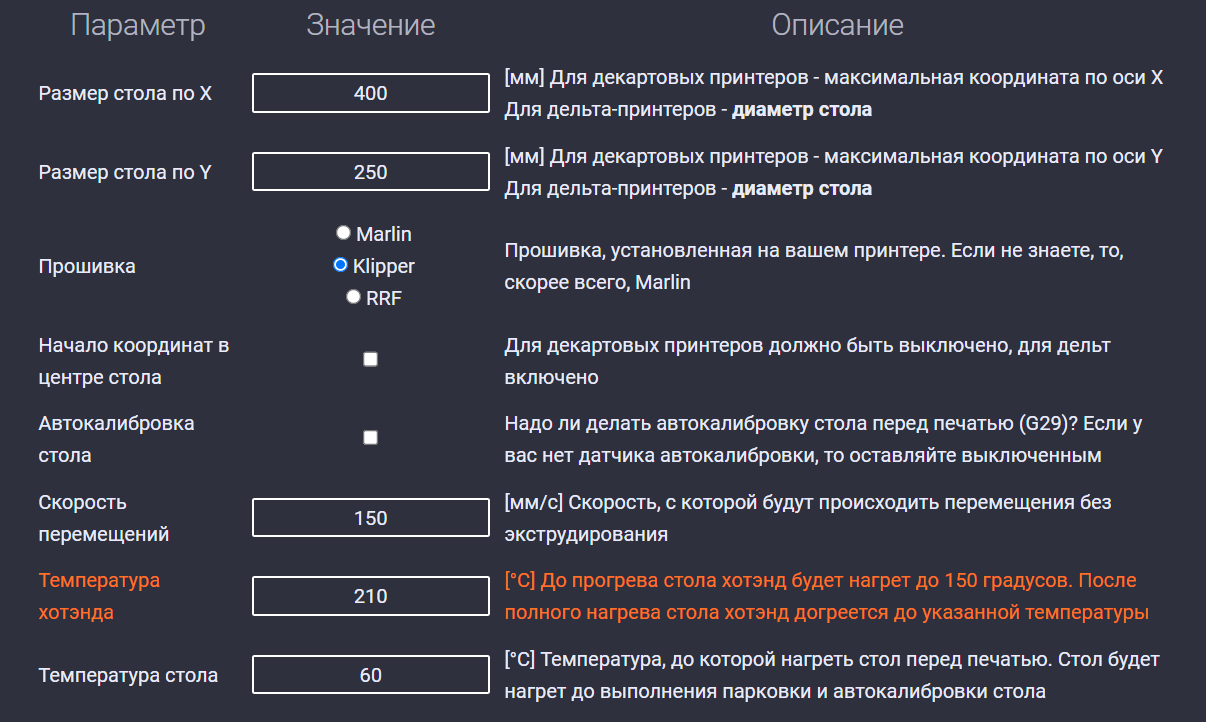 Параметр Значение Описание
Размер стола по X 400 [мм] Для декартовых принтеров - максимальная координата по оси X
Для дельта-принтеров - диаметр стола
Размер стола по Y 250 [мм] Для декартовых принтеров - максимальная координата по оси Y
Для дельта-принтеров - диаметр стола
Прошивка
Marlin
Klipper
RRF
Прошивка, установленная на вашем принтере. Если не знаете, то,
скорее всего, Marlin
Начало координат в
центре стола
Для декартовых принтеров должно быть выключено, для дельт
включено
Автокалибровка
стола
Надо ли делать автокалибровку стола перед печатью (G29)? Если у
вас нет датчика автокалибровки, то оставляйте выключенным
Скорость
перемещений
150
[мм/с] Скорость, с которой будут происходить перемещения без
экструдирования
Температура
хотэнда
210
[°C] До прогрева стола хотэнд будет нагрет до 150 градусов. После
полного нагрева стола хотэнд догреется до указанной температуры
Температура стола
60
[°C] Температура, до которой нагреть стол перед печатью. Стол будет
нагрет до выполнения парковки и автокалибровки стола